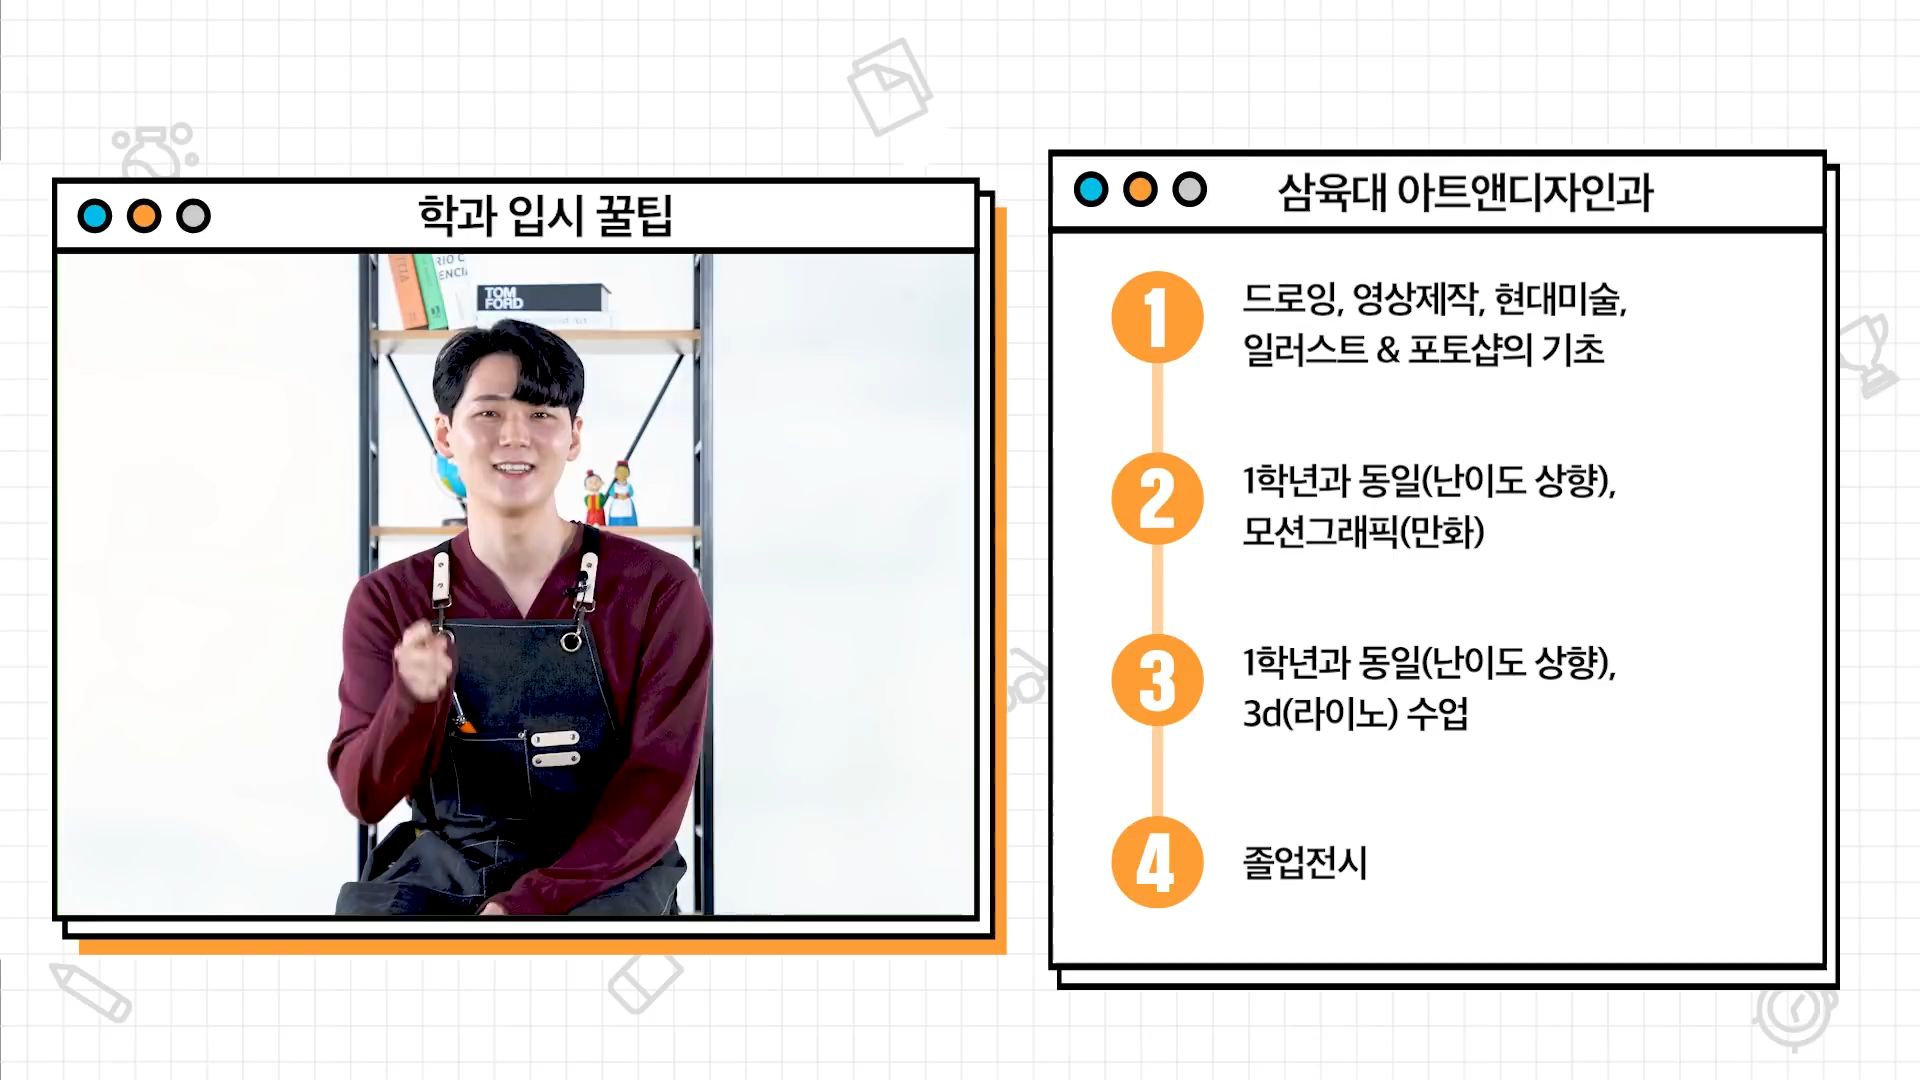 학과 입시 꿀팁
TOM
FORD
삼육대 아트앤디자인과
1
드로잉, 영상제작, 현대미술,
일러스트 & 포토샵의 기초
2
1학년과 동일(난이도 상향),
모션그래픽(만화)
3
1학년과 동일(난이도 상향),
3d(라이노) 수업
4
졸업전시